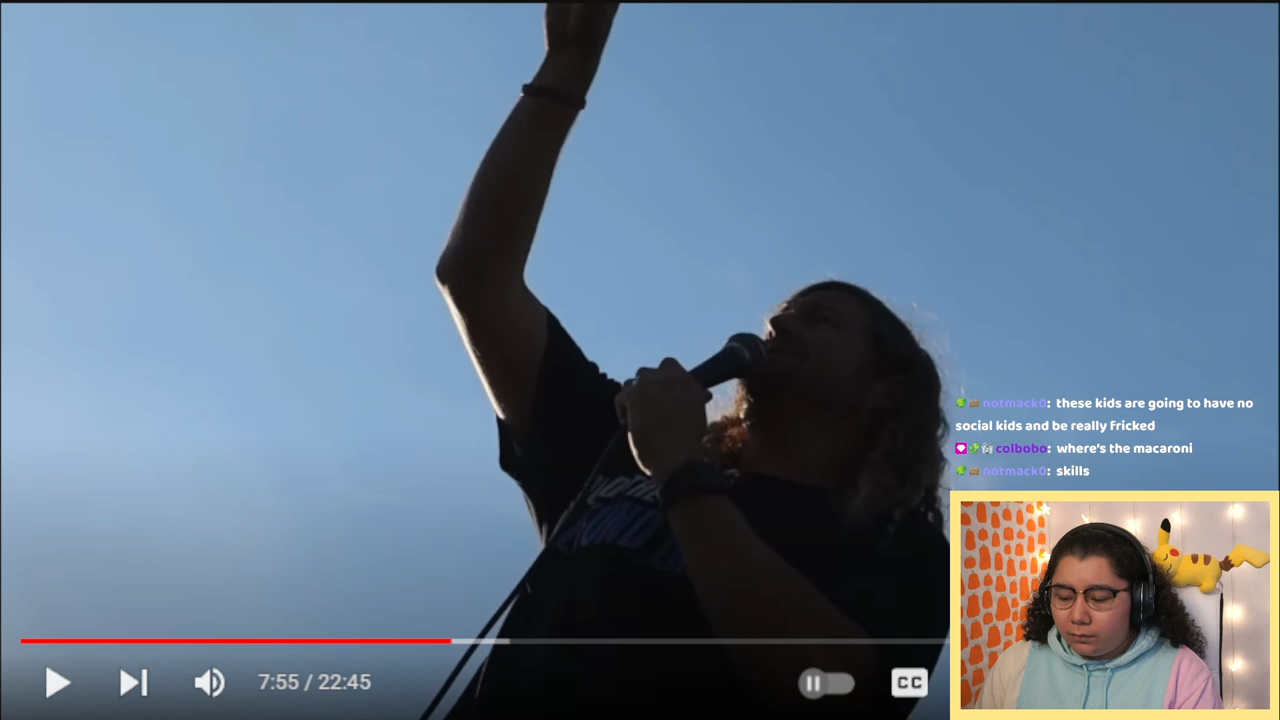 notmack0: these kids are going to have no
social kids and be really fricked
colbobo: where's the macaroni
notmack0: skills
7:55 / 22:45
CC